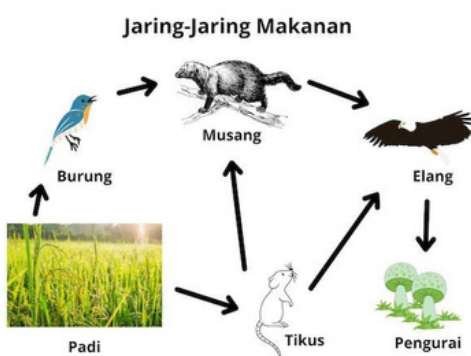 Jaring-Jaring Makanan
Musang
Burung
Elang
Padi
Tikus
Pengurai